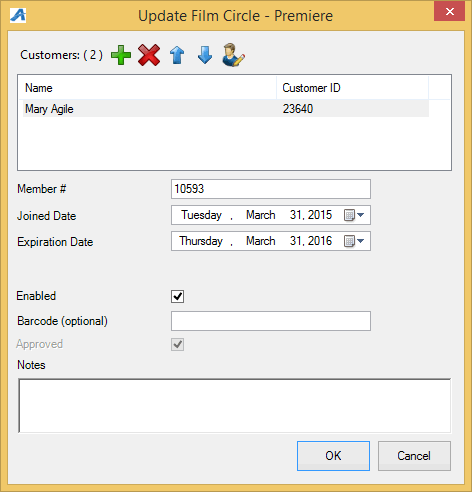 Update Film Circle - Premiere
Customers: ( 2 )
Name Customer ID
Mary Agile 23640
Member # 10593
Joined Date Tuesday , March 31, 2015
Expiration Date Thursday , March 31, 2016
Enabled
Barcode (optional)
Approved
Notes
OK Cancel